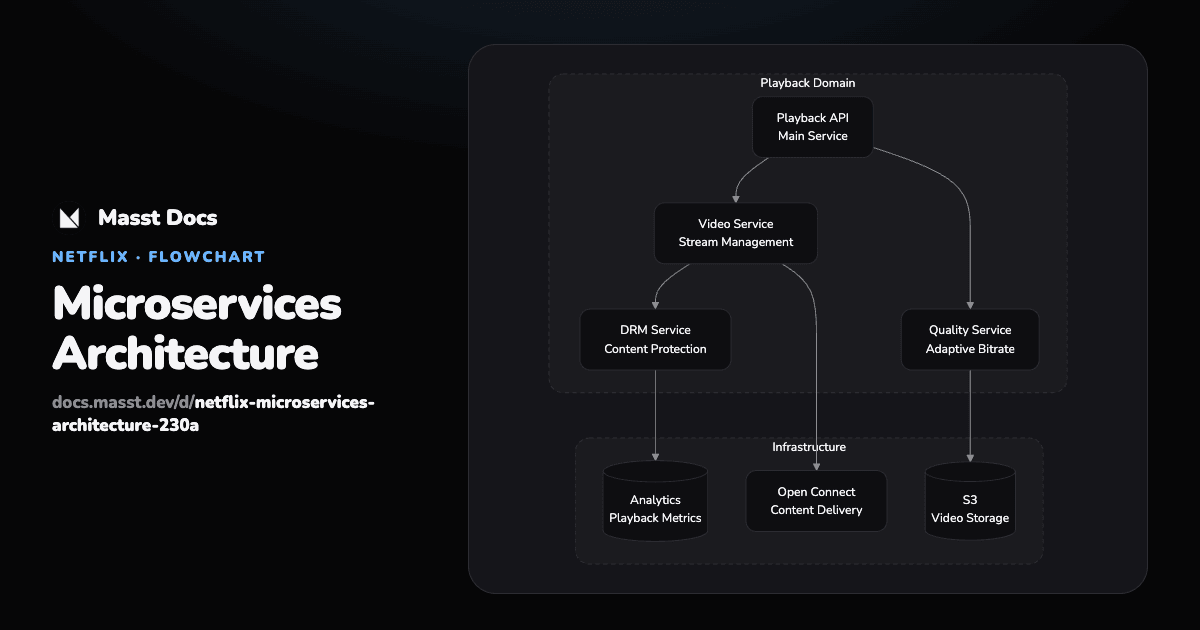 Masst Docs
NETFLIX · FLOWCHART
Microservices
Architecture
docs.masst.dev/d/netflix-microservices-
architecture-230a
Playback Domain
Playback API
Main Service
Video Service
Stream Management
DRM Service
Content Protection
Quality Service
Adaptive Bitrate
Infrastructure
Analytics
Playback Metrics
Open Connect
Content Delivery
S3
Video Storage